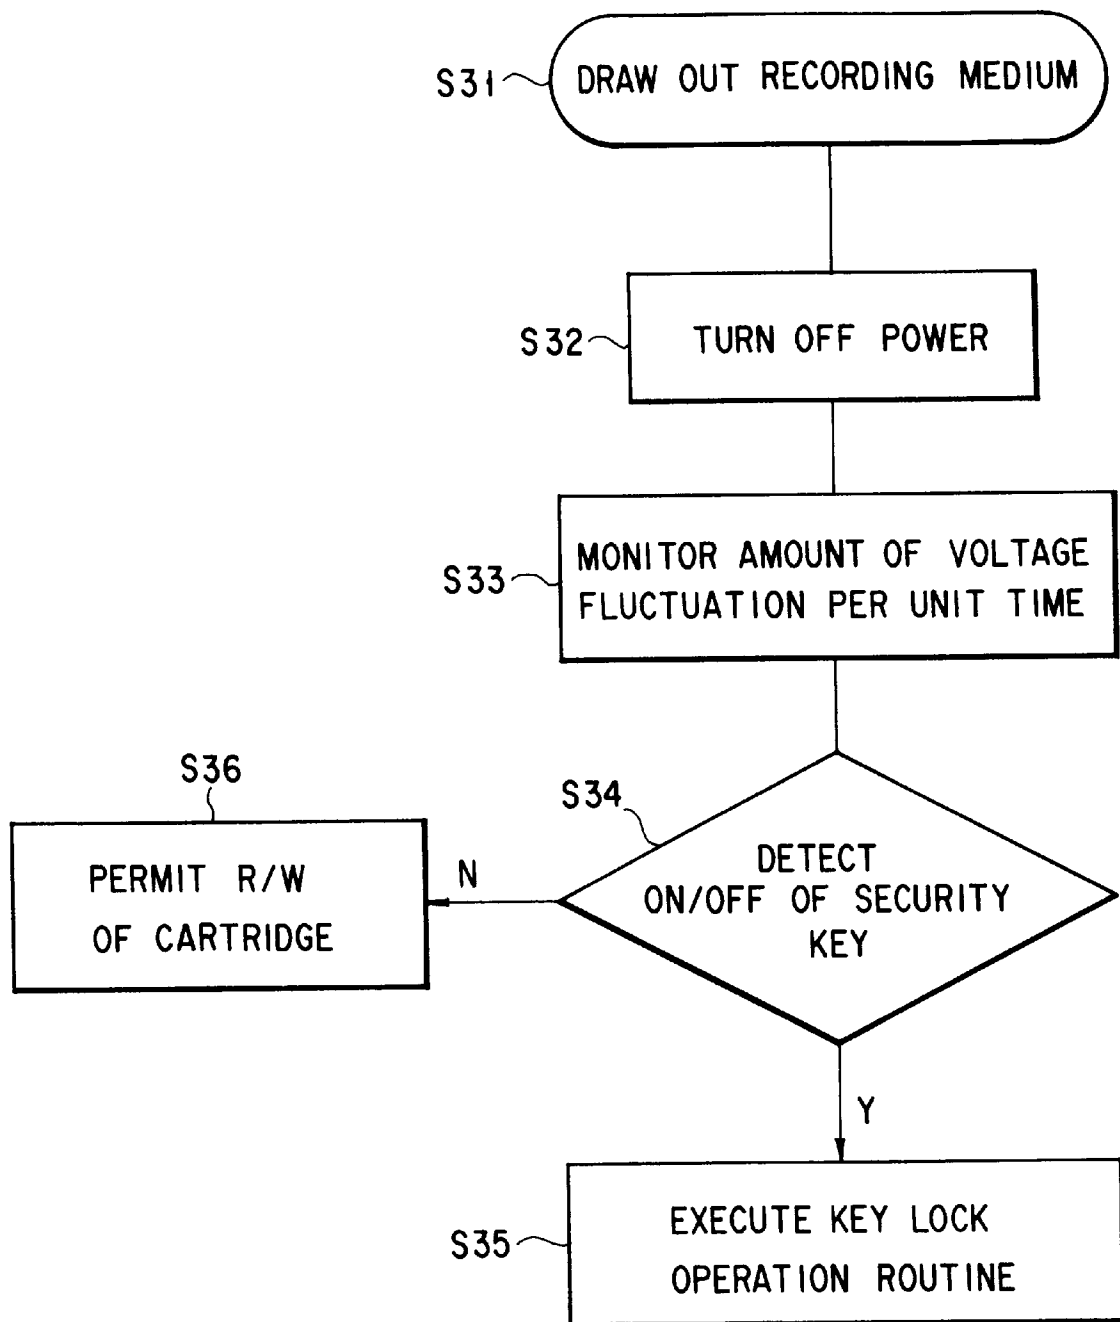 S31
DRAW OUT RECORDING MEDIUM
S32
TURN OFF POWER
S33
MONITOR AMOUNT OF VOLTAGE
FLUCTUATION PER UNIT TIME
S34
DETECT
ON/OFF OF SECURITY
KEY
N
S36
PERMIT R/W
OF CARTRIDGE
Y
S35
EXECUTE KEY LOCK
OPERATION ROUTINE